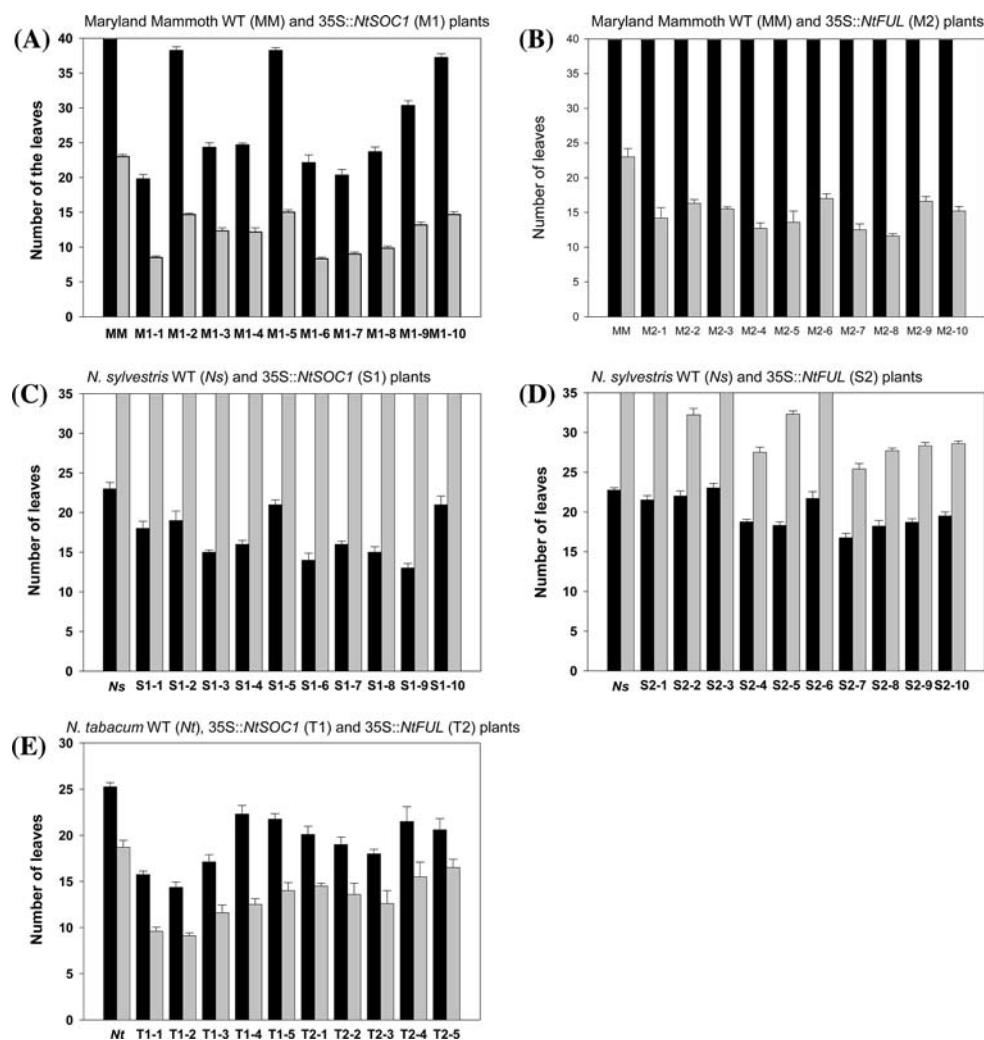 Maryland Mammoth WT (MM) and 35S::NtSOC1 (M1) plants
(A)
Number of the leaves
40
35
30
25
20
15
10
5
0
MM M1-1 M1-2 M1-3 M1-4 M1-5 M1-6 M1-7 M1-8 M1-9 M1-10
Maryland Mammoth WT (MM) and 35S::NtFUL (M2) plants
(B)
Number of leaves
40
35
30
25
20
15
10
5
0
MM M2-1 M2-2 M2-3 M2-4 M2-5 M2-6 M2-7 M2-8 M2-9 M2-10
N. sylvestris WT (Ns) and 35S::NtSOC1 (S1) plants
(C)
Number of leaves
35
30
25
20
15
10
5
0
Ns S1-1 S1-2 S1-3 S1-4 S1-5 S1-6 S1-7 S1-8 S1-9 S1-10
N. sylvestris WT (Ns) and 35S::NtFUL (S2) plants
(D)
Number of leaves
35
30
25
20
15
10
5
0
Ns S2-1 S2-2 S2-3 S2-4 S2-5 S2-6 S2-7 S2-8 S2-9 S2-10
N. tabacum WT (Nt), 35S::NtSOC1 (T1) and 35S::NtFUL (T2) plants
(E)
Number of leaves
30
25
20
15
10
5
0
Nt T1-1 T1-2 T1-3 T1-4 T1-5 T2-1 T2-2 T2-3 T2-4 T2-5